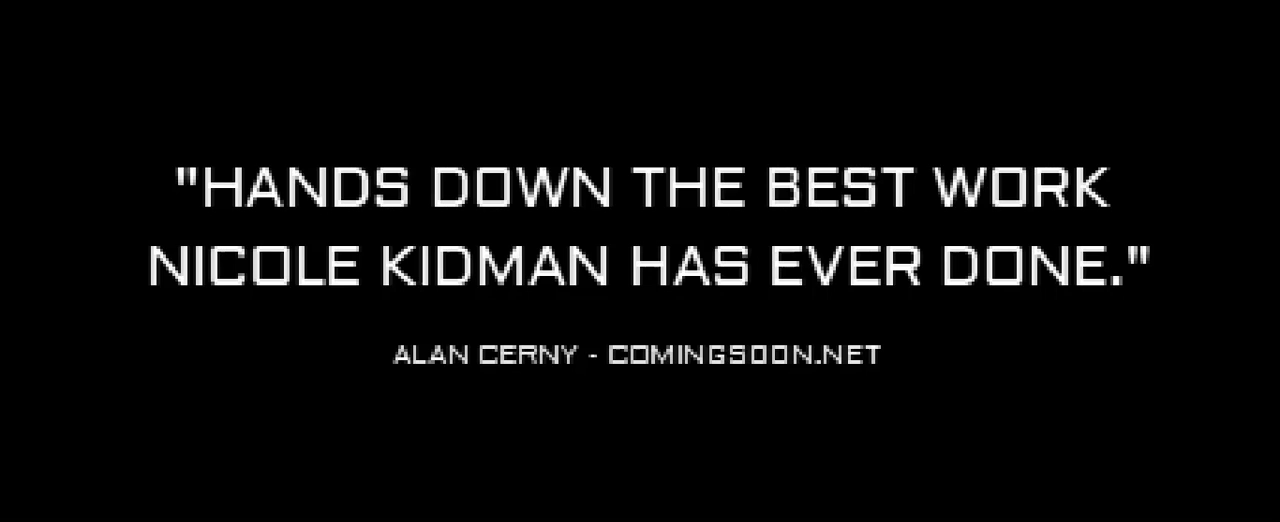 "HANDS DOWN THE BEST WORK
NICOLE KIDMAN HAS EVER DONE."
ALAN CERNY - COMINGSOON.NET